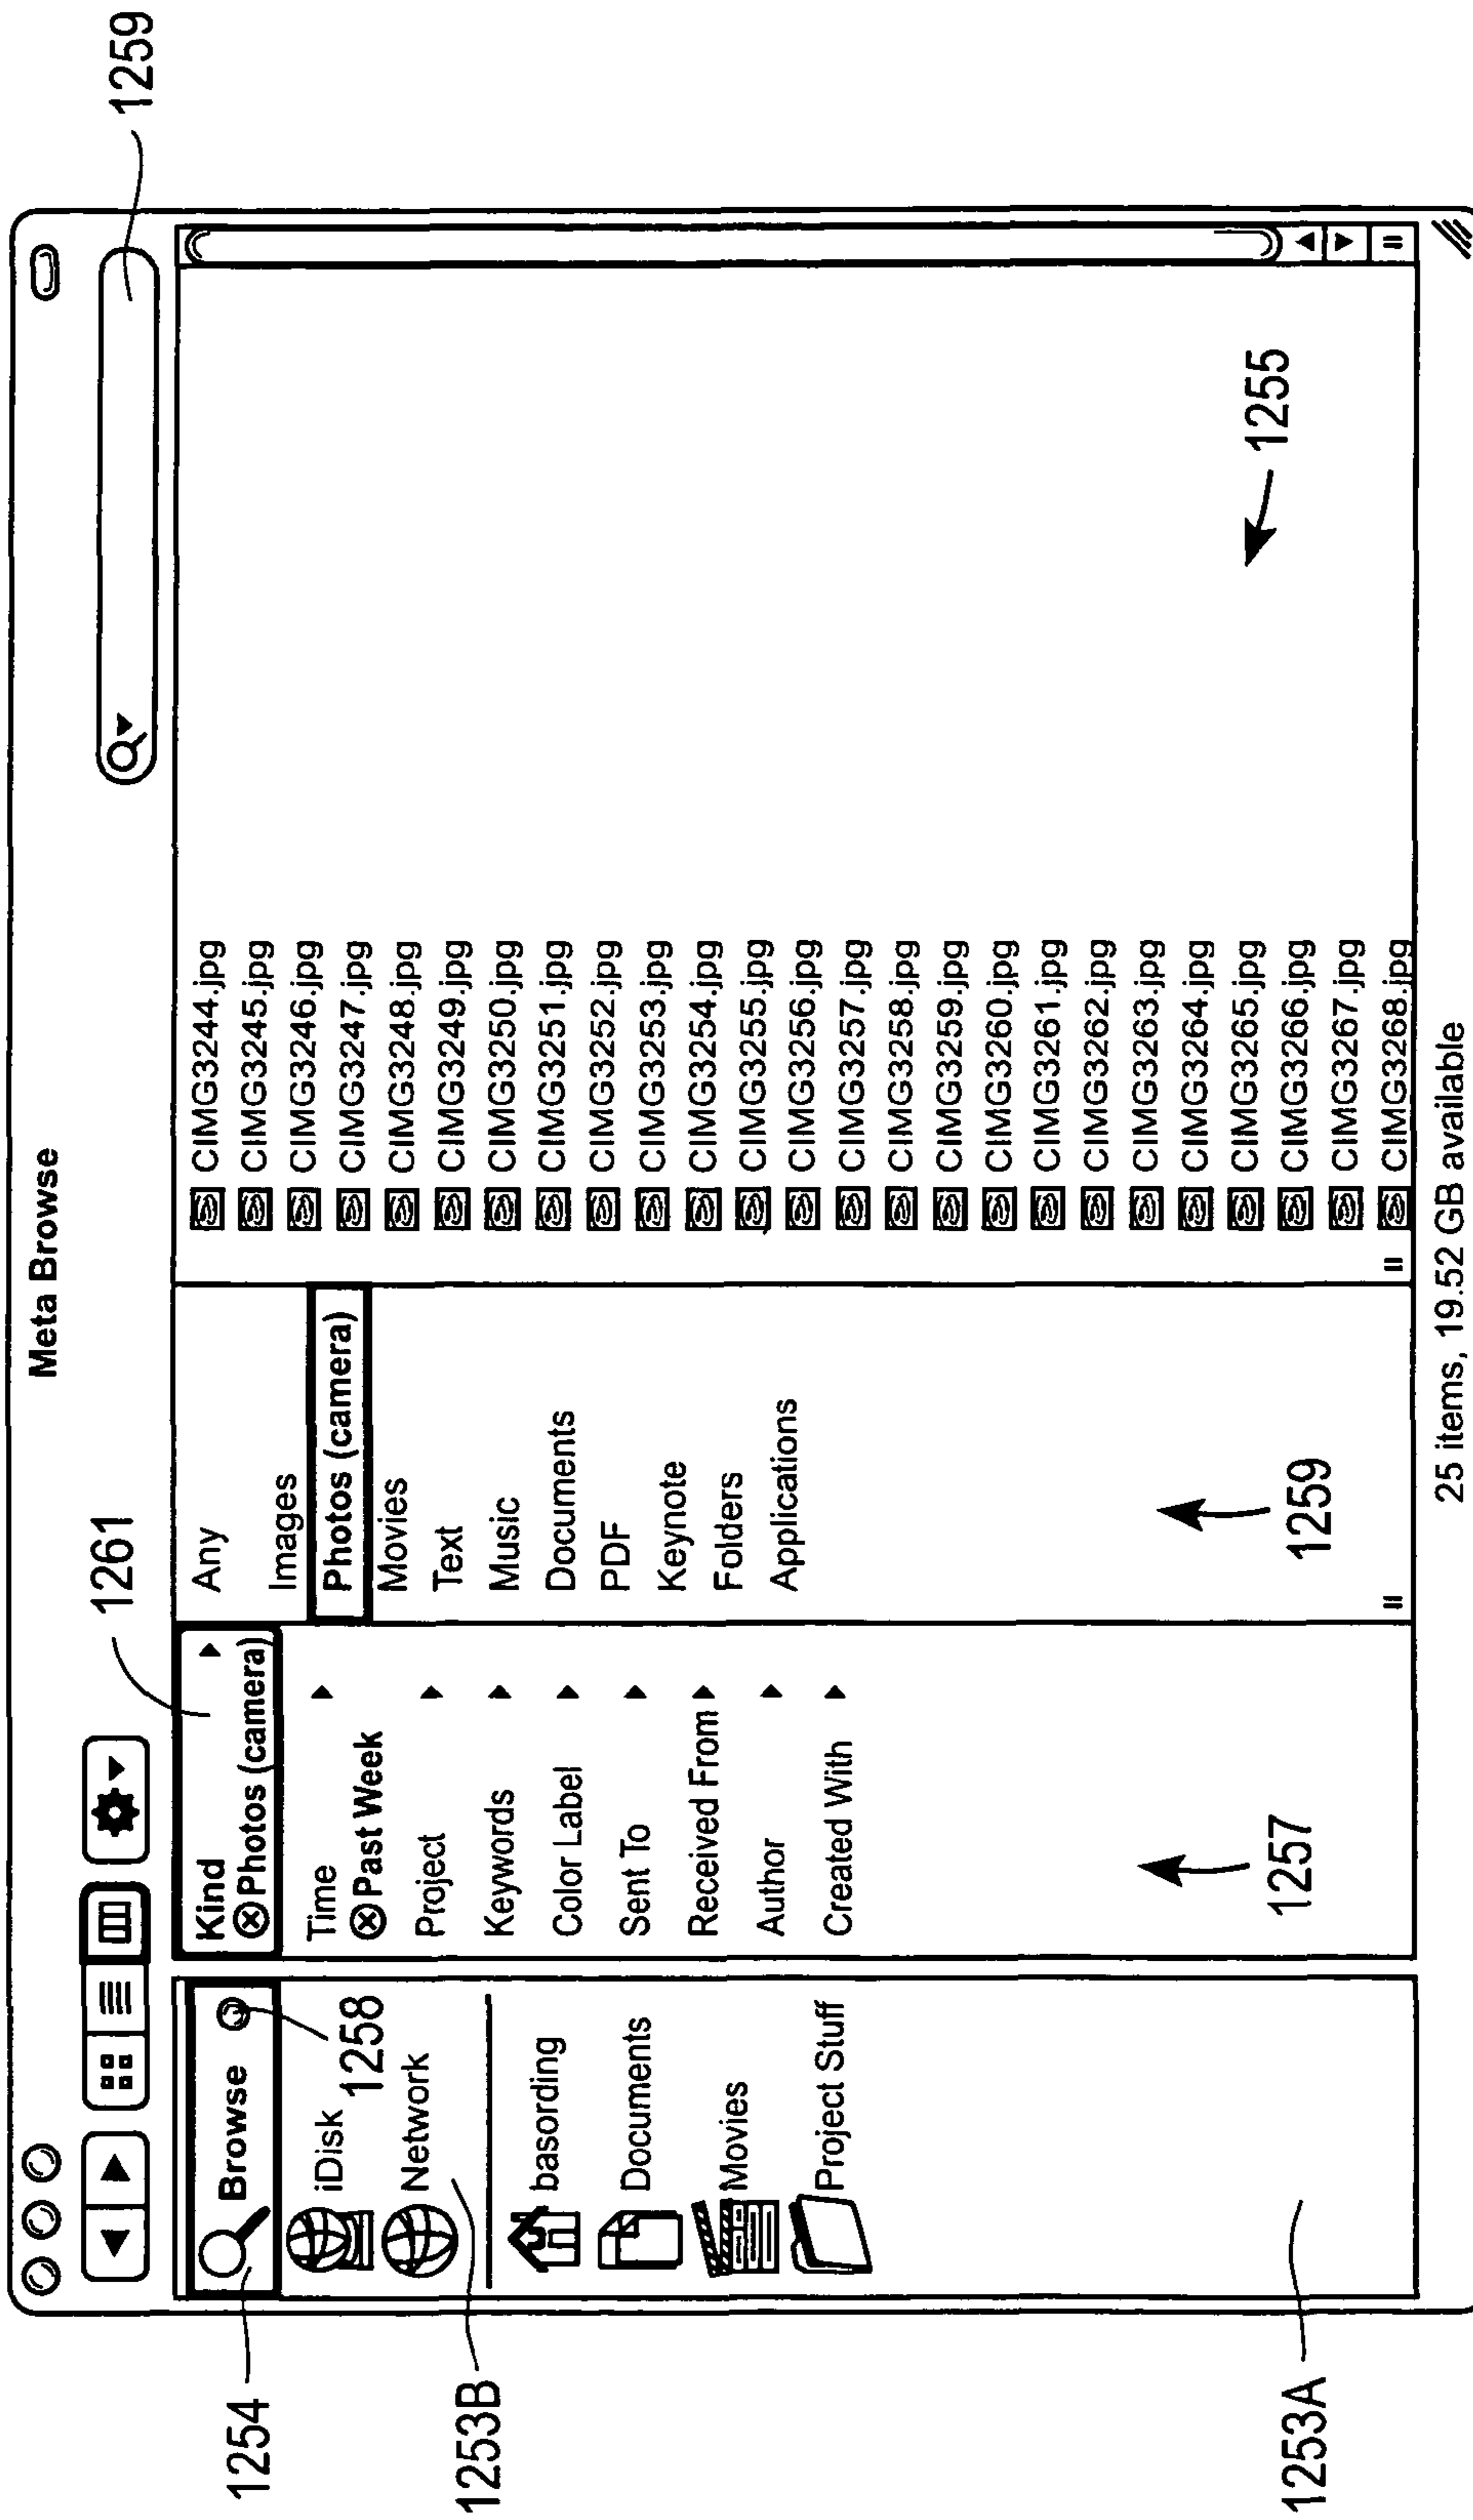 1259
Meta Browse
1261
1254
Browse
1258
iDisk
Network
1253B
basording
Documents
Movies
Project Stuff
1253A
Kind
Photos (camera)
Time
Past Week
Project
Keywords
Color Label
Sent To
Received From
Author
Created With
1257
Any
Images
Photos (camera)
Movies
Text
Music
Documents
PDF
Keynote
Folders
Applications
1259
CIMG3244.jpg
CIMG3245.jpg
CIMG3246.jpg
CIMG3247.jpg
CIMG3248.jpg
CIMG3249.jpg
CIMG3250.jpg
CIMG3251.jpg
CIMG3252.jpg
CIMG3253.jpg
CIMG3254.jpg
CIMG3255.jpg
CIMG3256.jpg
CIMG3257.jpg
CIMG3258.jpg
CIMG3259.jpg
CIMG3260.jpg
CIMG3261.jpg
CIMG3262.jpg
CIMG3263.jpg
CIMG3264.jpg
CIMG3265.jpg
CIMG3266.jpg
CIMG3267.jpg
CIMG3268.jpg
1255
25 items, 19.52 GB available